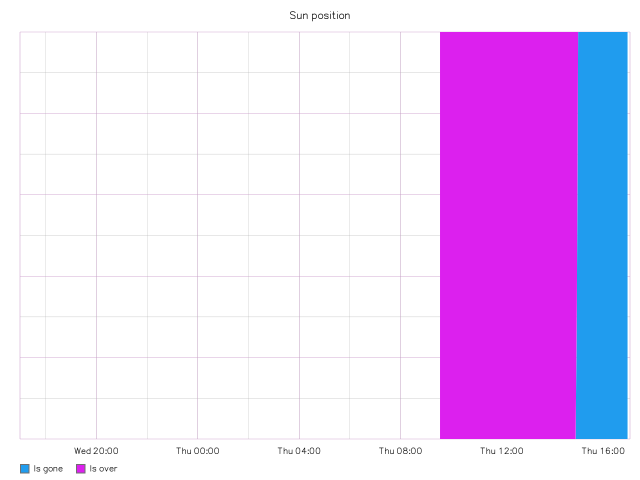 Sun position
Wed 20:00 Thu 00:00 Thu 04:00 Thu 08:00 Thu 12:00 Thu 16:00
Is gone Is over